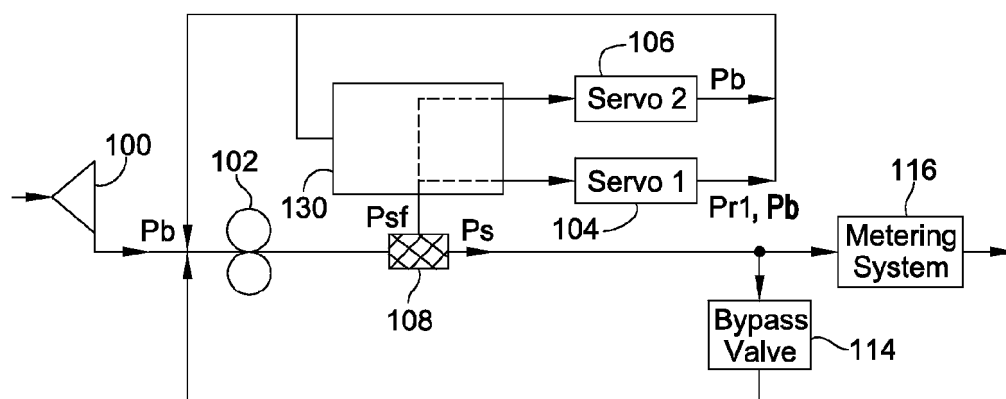 106
Servo 2
Pb
100
102
130
Servo 1
104
Pr1, Pb
116
Pb
Psf
Ps
Metering
System
108
Bypass
Valve
114